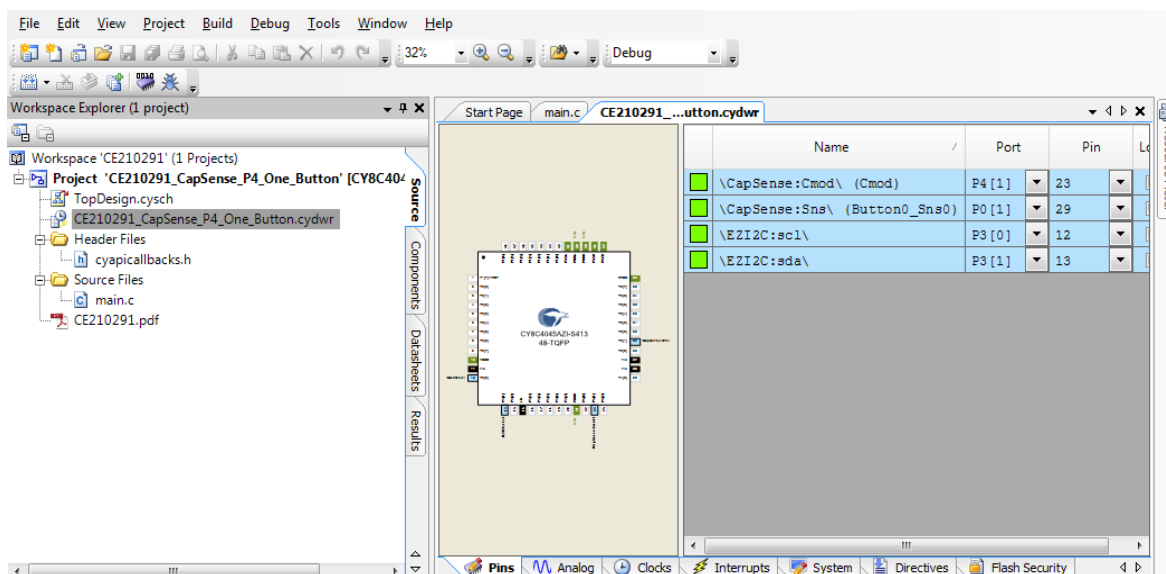 File Edit View Project Build Debug Tools Window Help
32% Debug
Workspace Explorer (1 project)
Start Page main.c CE210291_...utton.cydwr
Workspace 'CE210291' (1 Projects)
Project 'CE210291_CapSense_P4_One_Button' [CY8C404
TopDesign.cysch
CE210291_CapSense_P4_One_Button.cydwr
Header Files
cyapicallbacks.h
Source Files
main.c
CE210291.pdf
Source
Components
Datasheets
Results
CY8C4045AZI-S413
48-TQFP
Name / Port Pin
\CapSense:Cmod\ (Cmod) P4[1] 23
\CapSense:Sns\ (Button0_Sns0) P0[1] 29
\EZI2C:scl\ P3[0] 12
\EZI2C:sda\ P3[1] 13
Pins Analog Clocks Interrupts System Directives Flash Security